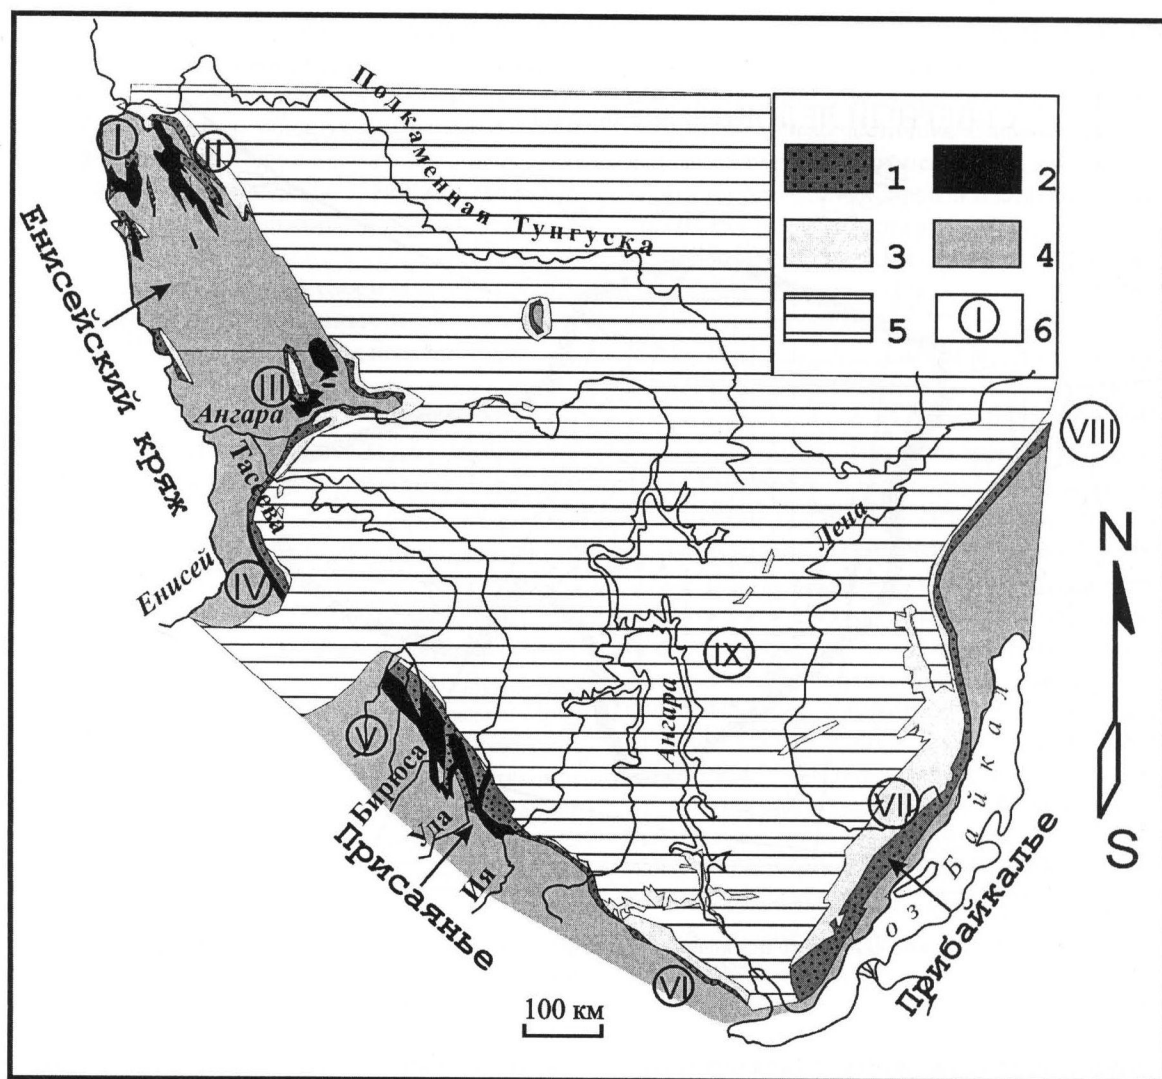 Подкаменная Тунгуска
Енисейский кряж
I
II
1
2
3
4
5
I
6
III
Ангара
Тасеева
VIII
Лена
N
Енисей
IV
IX
Ангара
V
Бирюса
Уда
Ия
Присаянье
VII
S
оз Байкал
Прибайкалье
VI
100 км